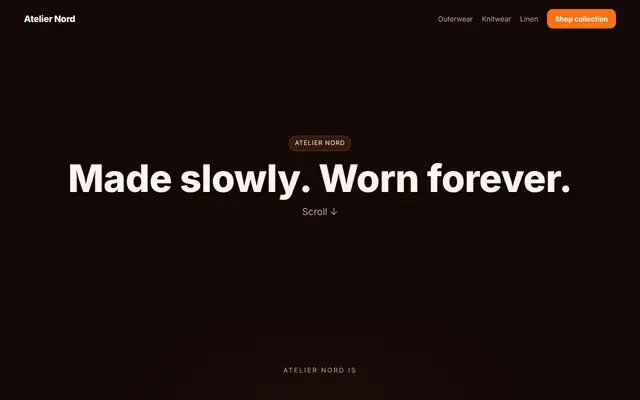 Atelier Nord
Outerwear Knitwear Linen Shop collection
ATELIER NORD
Made slowly. Worn forever.
Scroll ↓
ATELIER NORD IS